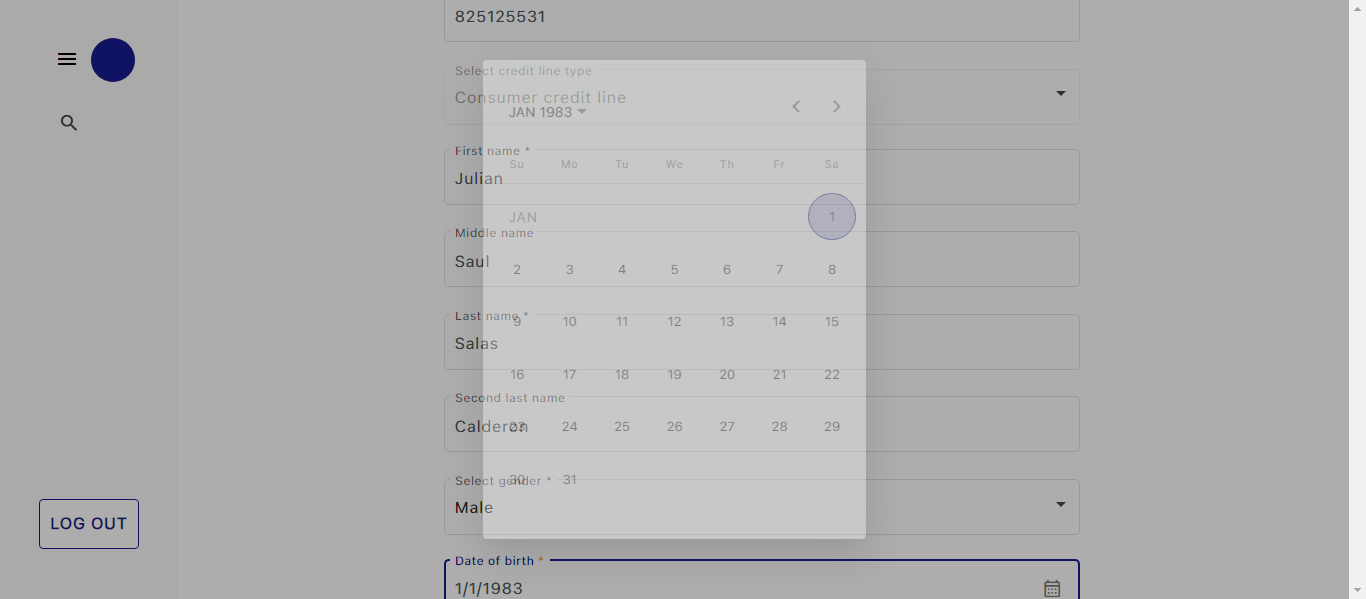 825125531
Select credit line type
Consumer credit line
JAN 1983
First name *
Su Mo Tu We Th Fr Sa
Julian
JAN 1
Middle name
Saul
2 3 4 5 6 7 8
Last name *
9 10 11 12 13 14 15
Salas
16 17 18 19 20 21 22
Second last name
Calderon
23 24 25 26 27 28 29
Select gender *
30 31
Male
LOG OUT
Date of birth *
1/1/1983